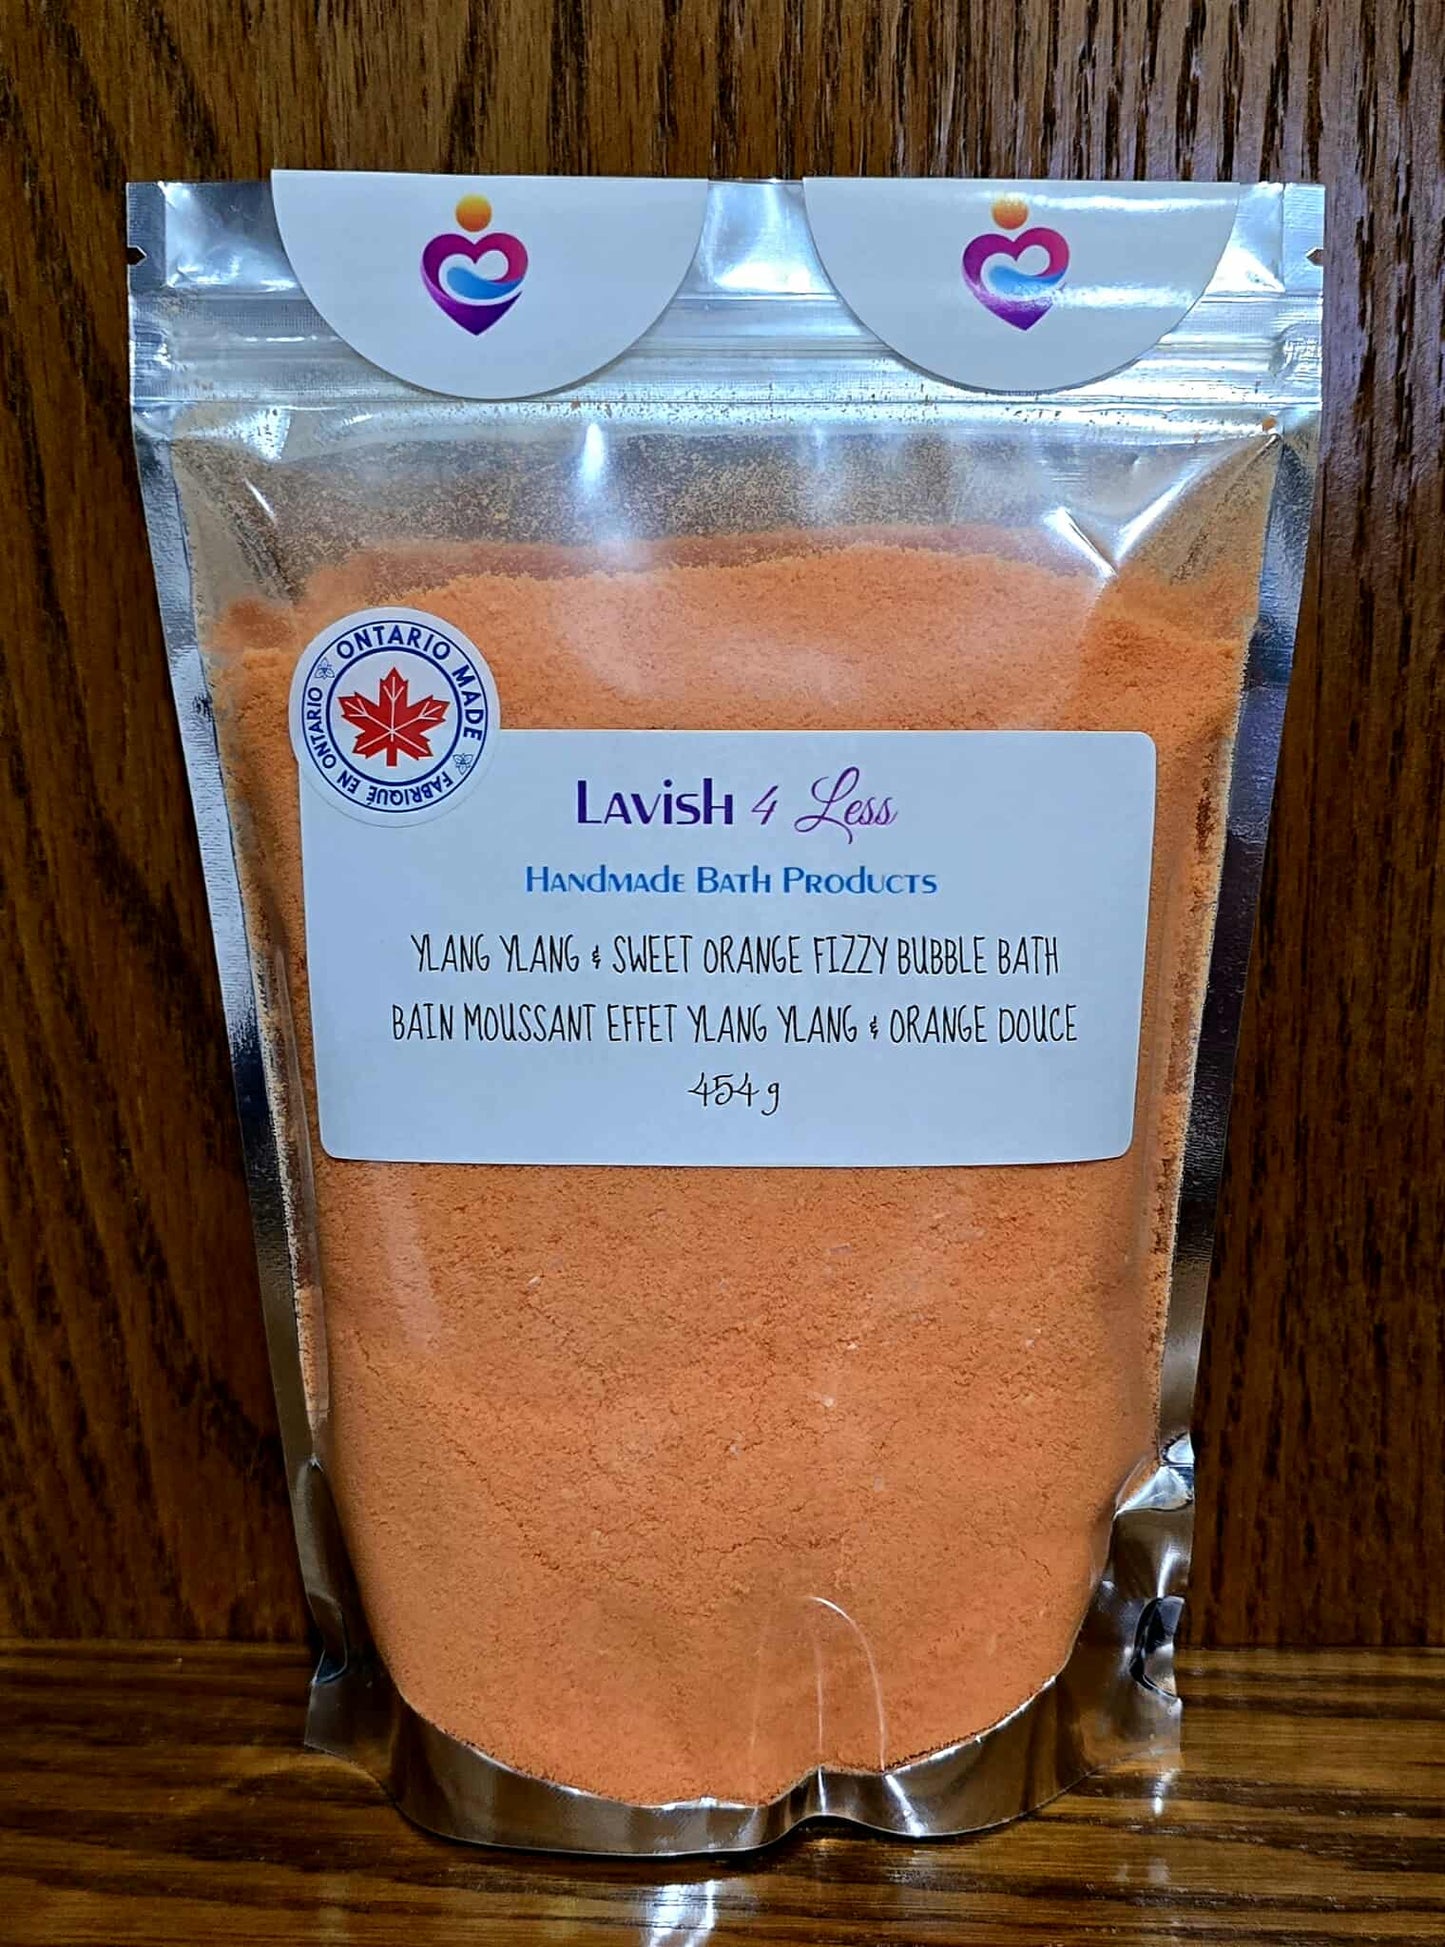 ONTARIO MADE
FABRIQUÉ EN ONTARIO
Lavish 4 Less
Handmade Bath Products
YLANG YLANG & SWEET ORANGE FIZZY BUBBLE BATH
BAIN MOUSSANT EFFET YLANG YLANG & ORANGE DOUCE
454 g